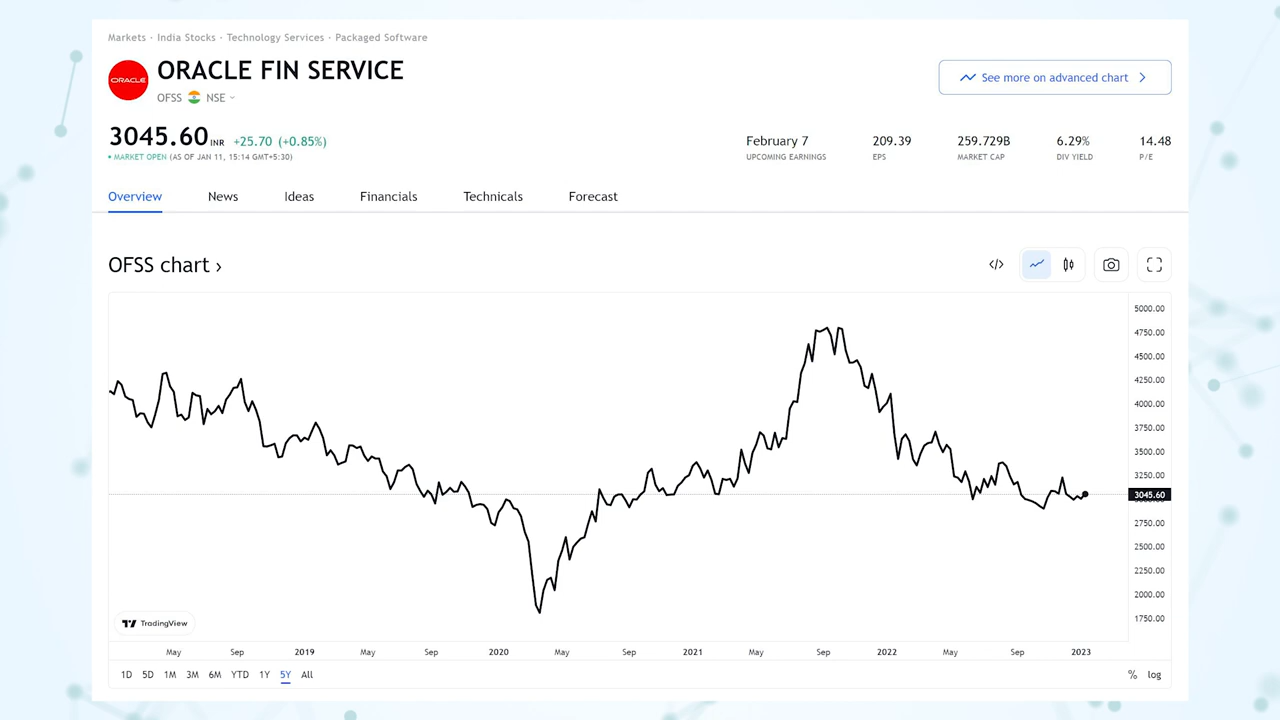 Markets · India Stocks · Technology Services · Packaged Software
ORACLE
ORACLE FIN SERVICE
OFSS NSE
See more on advanced chart
3045.60 INR +25.70 (+0.85%)
MARKET OPEN (AS OF JAN 11, 15:14 GMT+5:30)
February 7 209.39 259.729B 6.29% 14.48
UPCOMING EARNINGS EPS MARKET CAP DIV YIELD P/E
Overview News Ideas Financials Technicals Forecast
OFSS chart ›
</>
5000.00
4750.00
4500.00
4250.00
4000.00
3750.00
3500.00
3250.00
3045.60
2750.00
2500.00
2250.00
2000.00
1750.00
TradingView
May Sep 2019 May Sep 2020 May Sep 2021 May Sep 2022 May Sep 2023
1D 5D 1M 3M 6M YTD 1Y 5Y All % log